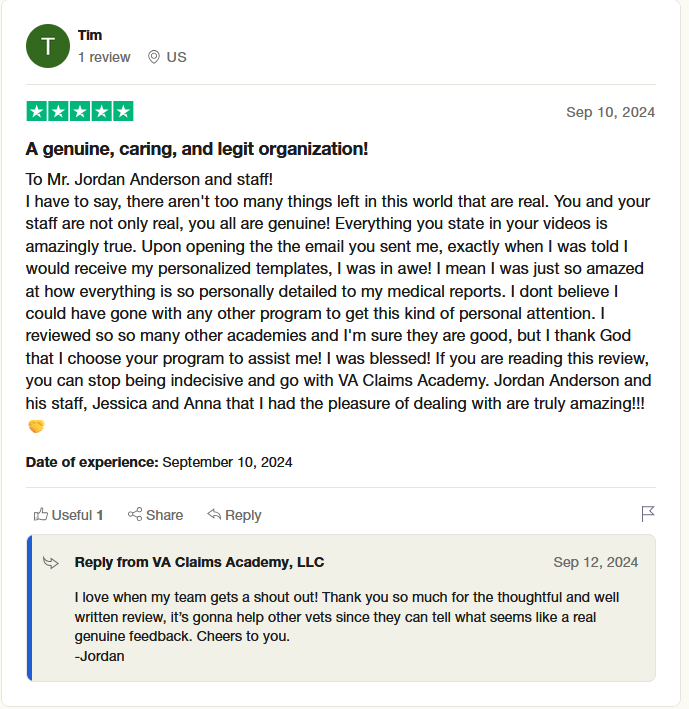 T
Tim
1 review US
Sep 10, 2024
A genuine, caring, and legit organization!
To Mr. Jordan Anderson and staff!
I have to say, there aren't too many things left in this world that are real. You and your
staff are not only real, you all are genuine! Everything you state in your videos is
amazingly true. Upon opening the the email you sent me, exactly when I was told I
would receive my personalized templates, I was in awe! I mean I was just so amazed
at how everything is so personally detailed to my medical reports. I dont believe I
could have gone with any other program to get this kind of personal attention. I
reviewed so so many other academies and I'm sure they are good, but I thank God
that I choose your program to assist me! I was blessed! If you are reading this review,
you can stop being indecisive and go with VA Claims Academy. Jordan Anderson and
his staff, Jessica and Anna that I had the pleasure of dealing with are truly amazing!!!
🤝
Date of experience: September 10, 2024
Useful 1 Share Reply
Reply from VA Claims Academy, LLC Sep 12, 2024
I love when my team gets a shout out! Thank you so much for the thoughtful and well
written review, it’s gonna help other vets since they can tell what seems like a real
genuine feedback. Cheers to you.
-Jordan